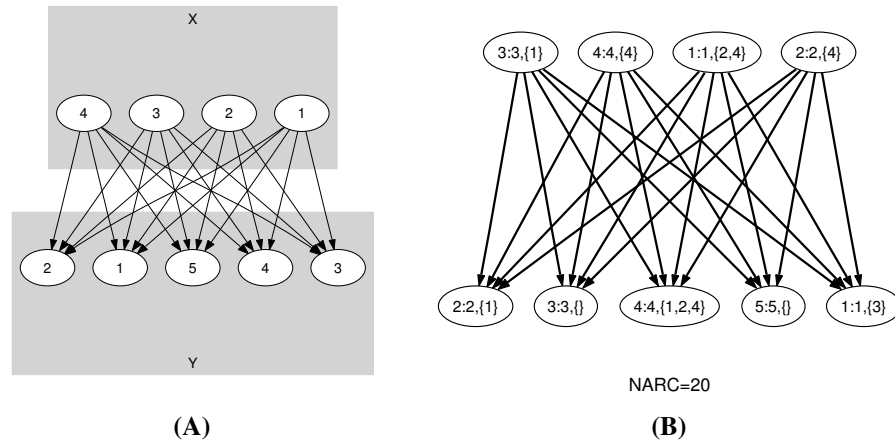 X
4 3 2 1
2 1 5 4 3
Y
(A)
3:3,{1} 4:4,{4} 1:1,{2,4} 2:2,{4}
2:2,{1} 3:3,{} 4:4,{1,2,4} 5:5,{} 1:1,{3}
NARC=20
(B)